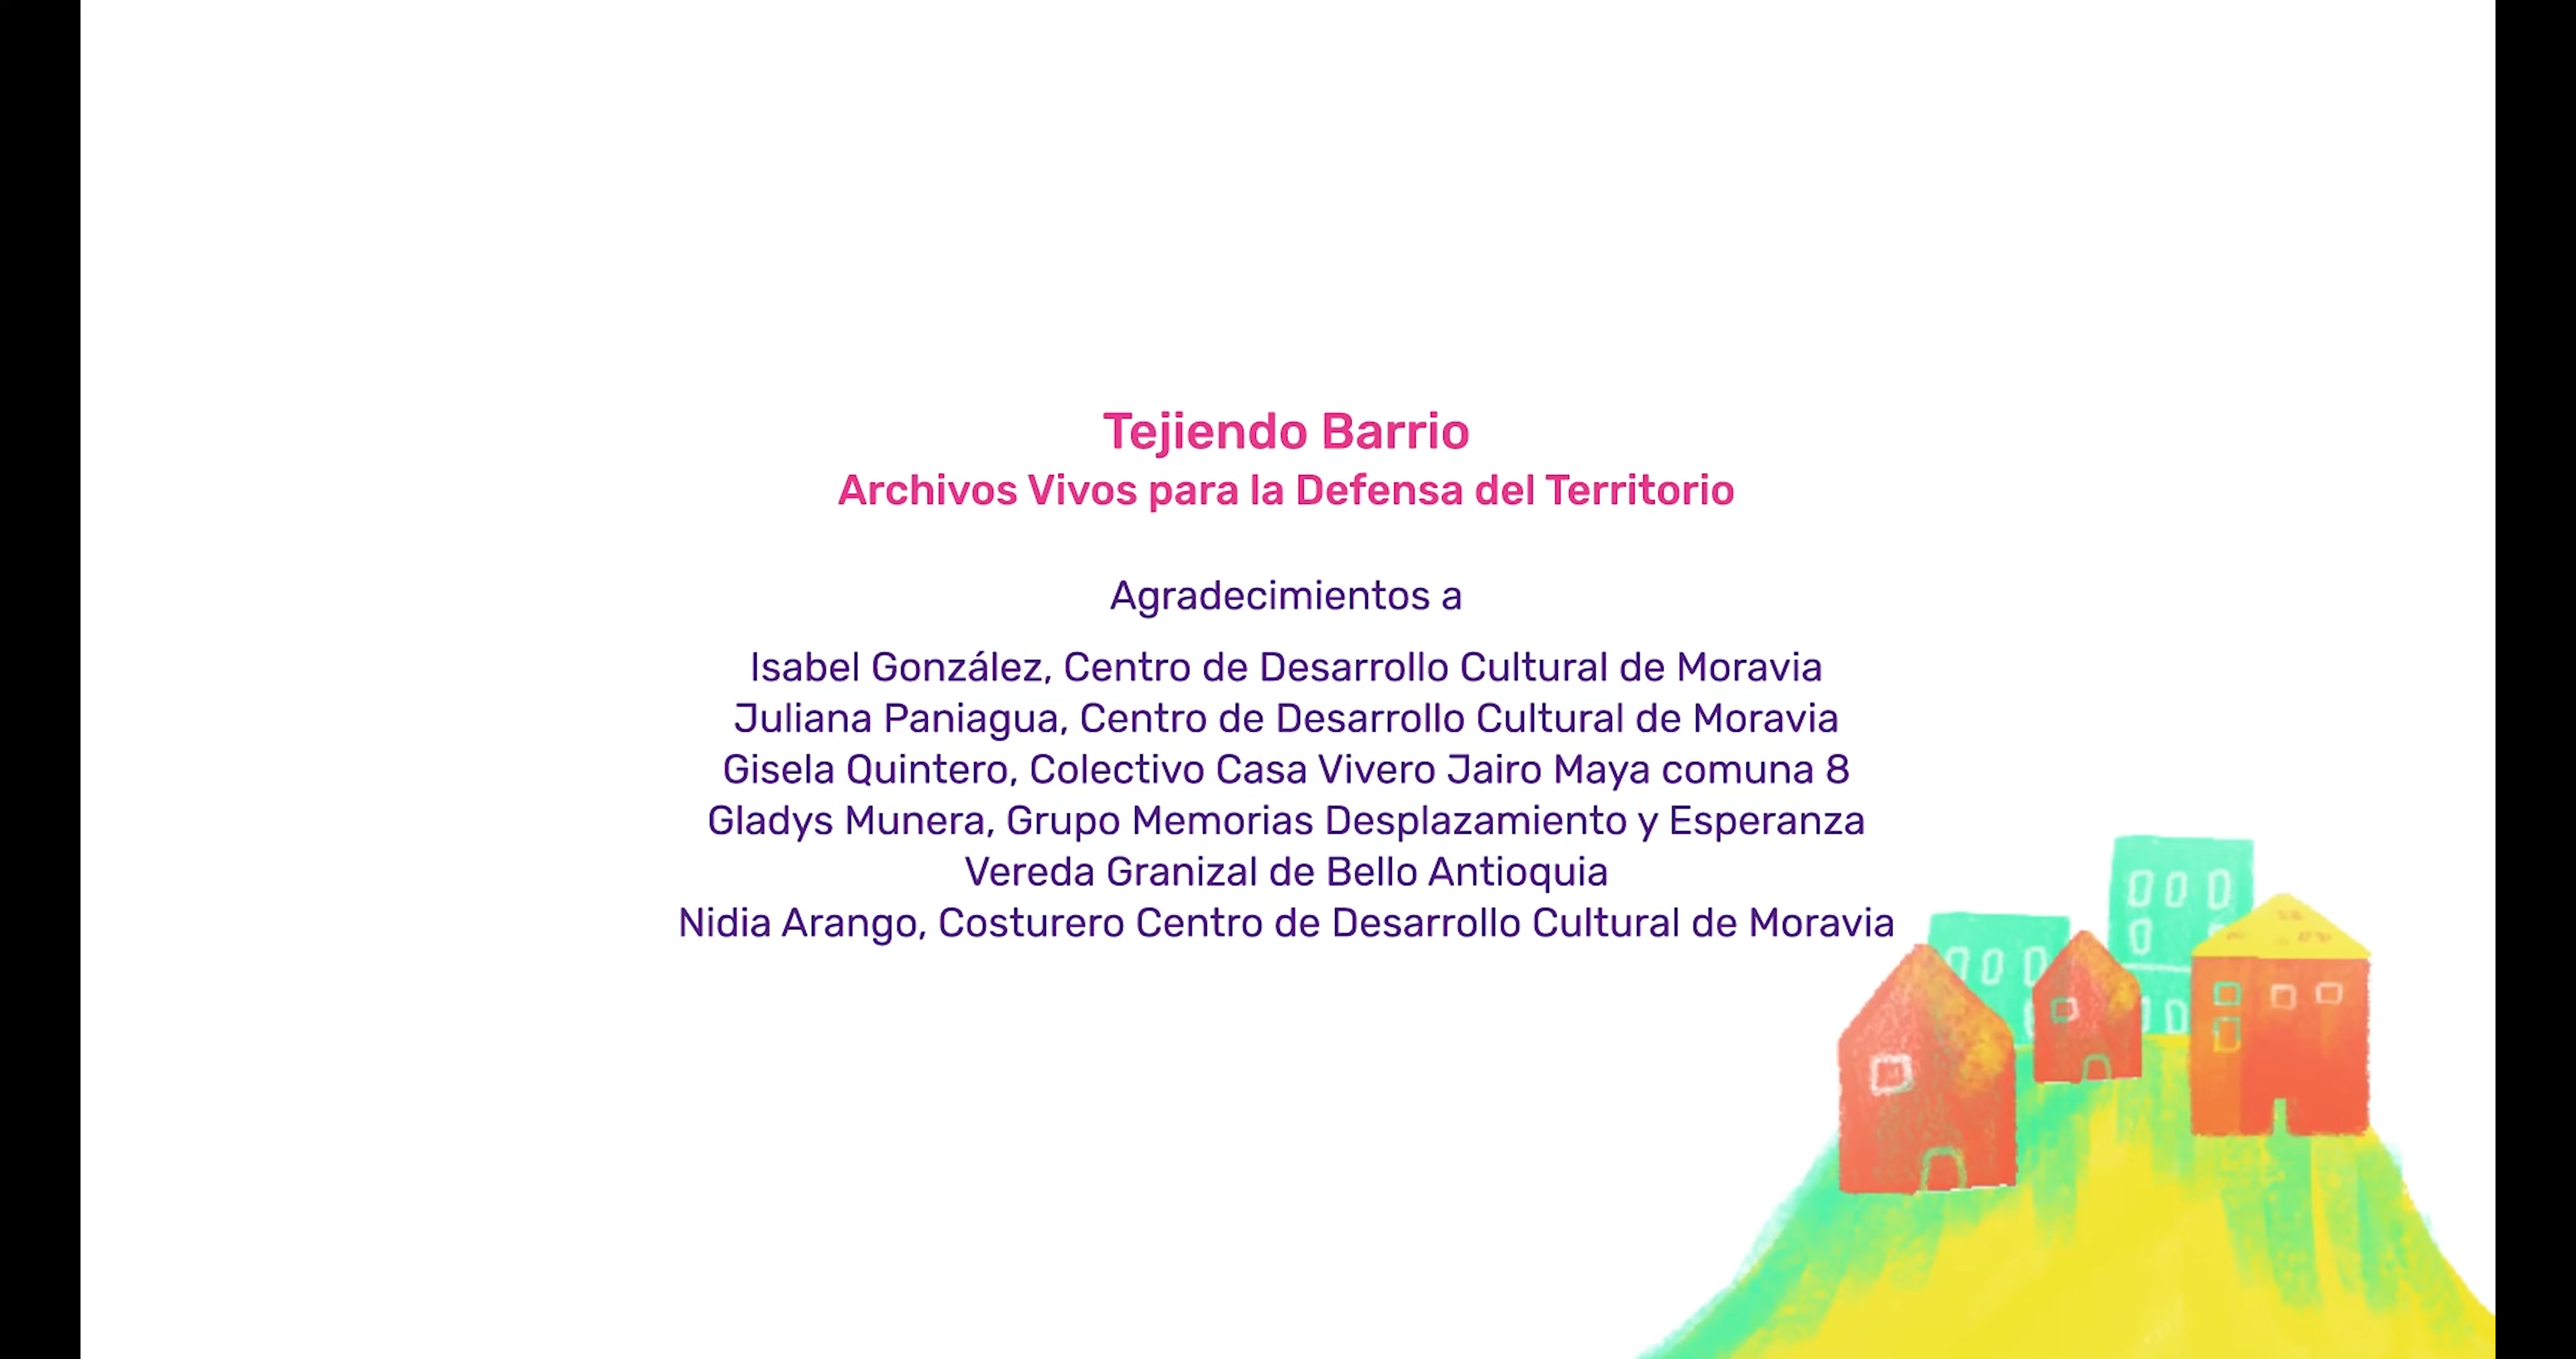 Tejiendo Barrio
Archivos Vivos para la Defensa del Territorio
Agradecimientos a
Isabel González, Centro de Desarrollo Cultural de Moravia
Juliana Paniagua, Centro de Desarrollo Cultural de Moravia
Gisela Quintero, Colectivo Casa Vivero Jairo Maya comuna 8
Gladys Munera, Grupo Memorias Desplazamiento y Esperanza
Vereda Granizal de Bello Antioquia
Nidia Arango, Costurero Centro de Desarrollo Cultural de Moravia